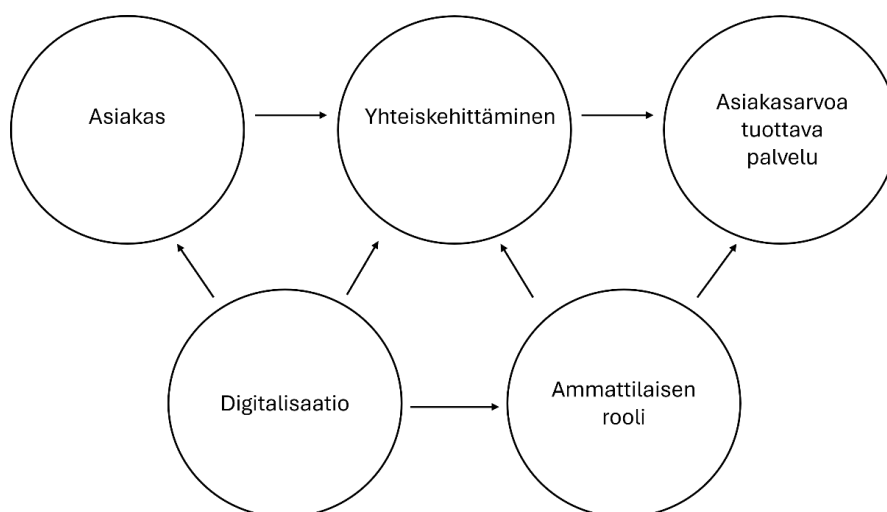 Asiakas
Yhteiskehittäminen
Asiakasarvoa
tuottava
palvelu
Digitalisaatio
Ammattilaisen
rooli